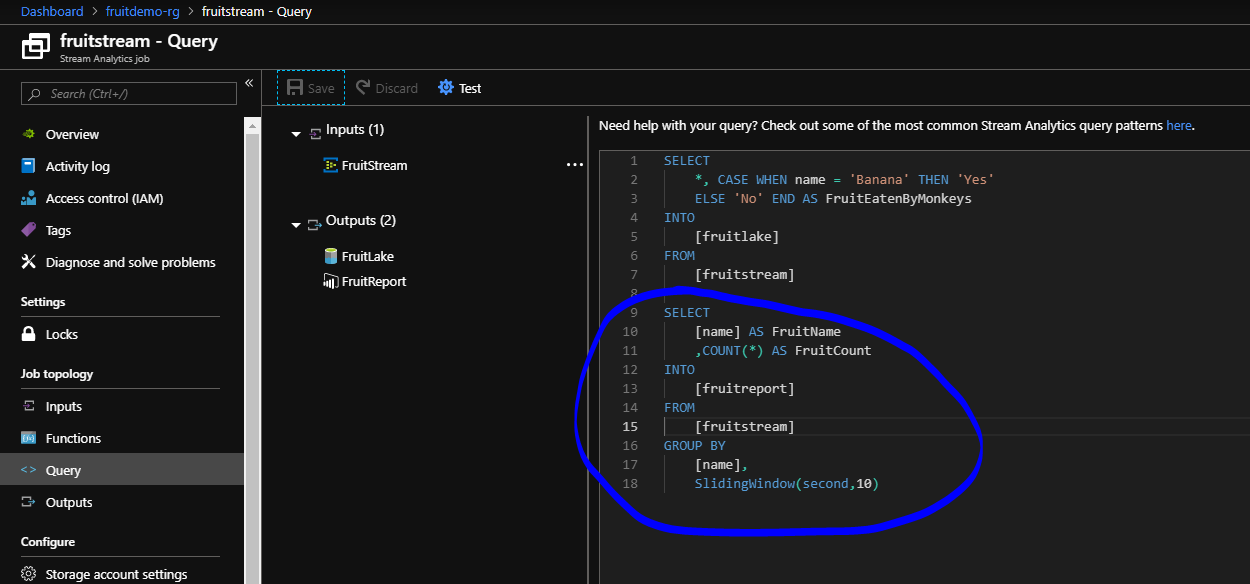 Dashboard > fruitdemo-rg > fruitstream - Query
fruitstream - Query
Stream Analytics job
Search (Ctrl+/)
«
Overview
Activity log
Access control (IAM)
Tags
Diagnose and solve problems
Settings
Locks
Job topology
Inputs
Functions
<> Query
Outputs
Configure
Storage account settings
Save Discard Test
Inputs (1)
FruitStream ...
Outputs (2)
FruitLake
FruitReport
Need help with your query? Check out some of the most common Stream Analytics query patterns here.
1 SELECT
2 *, CASE WHEN name = 'Banana' THEN 'Yes'
3 ELSE 'No' END AS FruitEatenByMonkeys
4 INTO
5 [fruitlake]
6 FROM
7 [fruitstream]
8
9 SELECT
10 [name] AS FruitName
11 ,COUNT(*) AS FruitCount
12 INTO
13 [fruitreport]
14 FROM
15 [fruitstream]
16 GROUP BY
17 [name],
18 SlidingWindow(second,10)